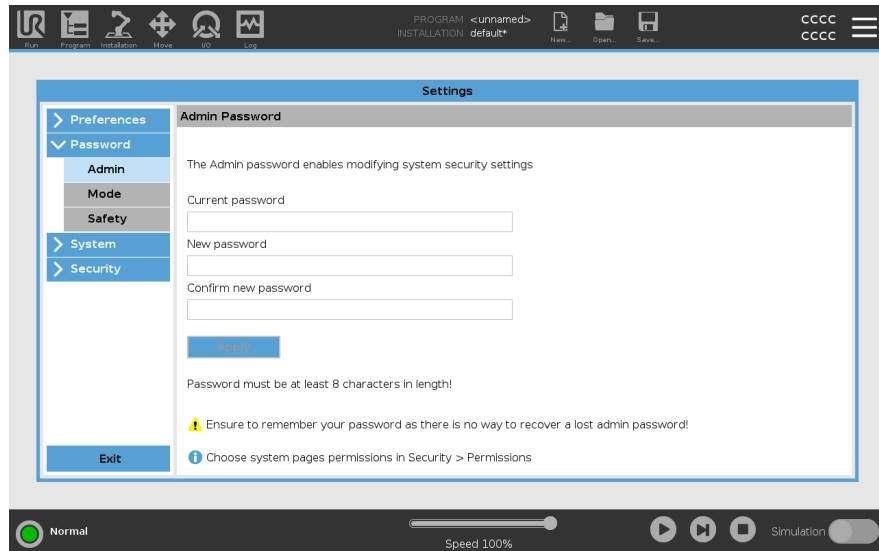 PROGRAM <unnamed>
INSTALLATION default*
CCCC
CCCC
Run Program Installation Move I/O Log New... Open... Save...
Settings
Preferences
Password
Admin
Mode
Safety
System
Security
Exit
Admin Password
The Admin password enables modifying system security settings
Current password
New password
Confirm new password
Apply
Password must be at least 8 characters in length!
Ensure to remember your password as there is no way to recover a lost admin password!
Choose system pages permissions in Security > Permissions
Normal
Speed 100%
Simulation